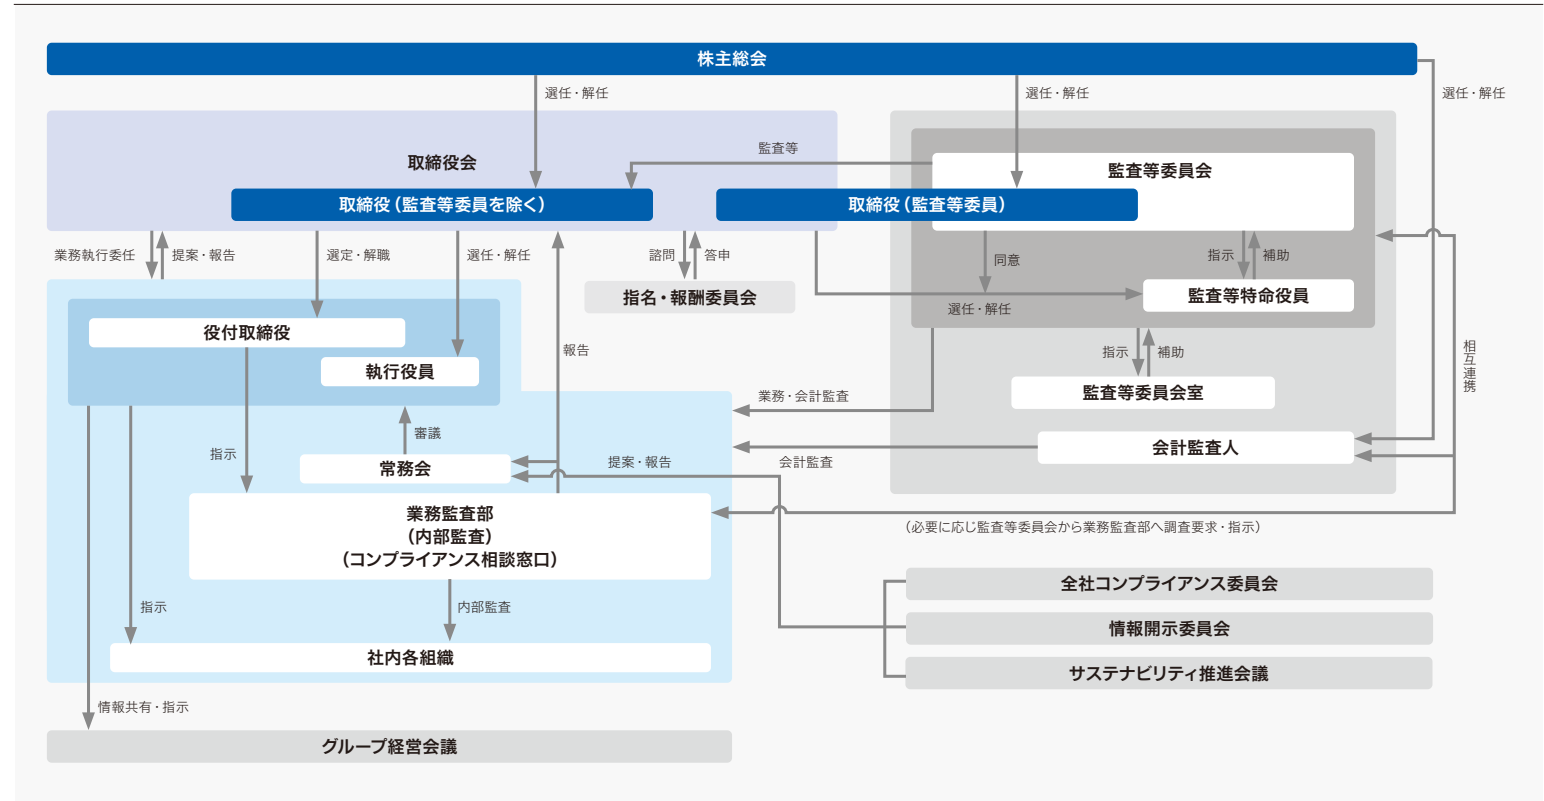 株主総会
選任・解任
選任・解任
選任・解任
取締役会
監査等
監査等委員会
取締役（監査等委員を除く）
取締役（監査等委員）
業務執行委任
提案・報告
選定・解職
選任・解任
諮問
答申
同意
指示
補助
指名・報酬委員会
監査等特命役員
選任・解任
役付取締役
執行役員
報告
指示
補助
相互連携
監査等委員会室
業務・会計監査
審議
会計監査人
指示
常務会
提案・報告
会計監査
業務監査部
（内部監査）
（コンプライアンス相談窓口）
（必要に応じ監査等委員会から業務監査部へ調査要求・指示）
全社コンプライアンス委員会
指示
内部監査
情報開示委員会
社内各組織
サステナビリティ推進会議
情報共有・指示
グループ経営会議